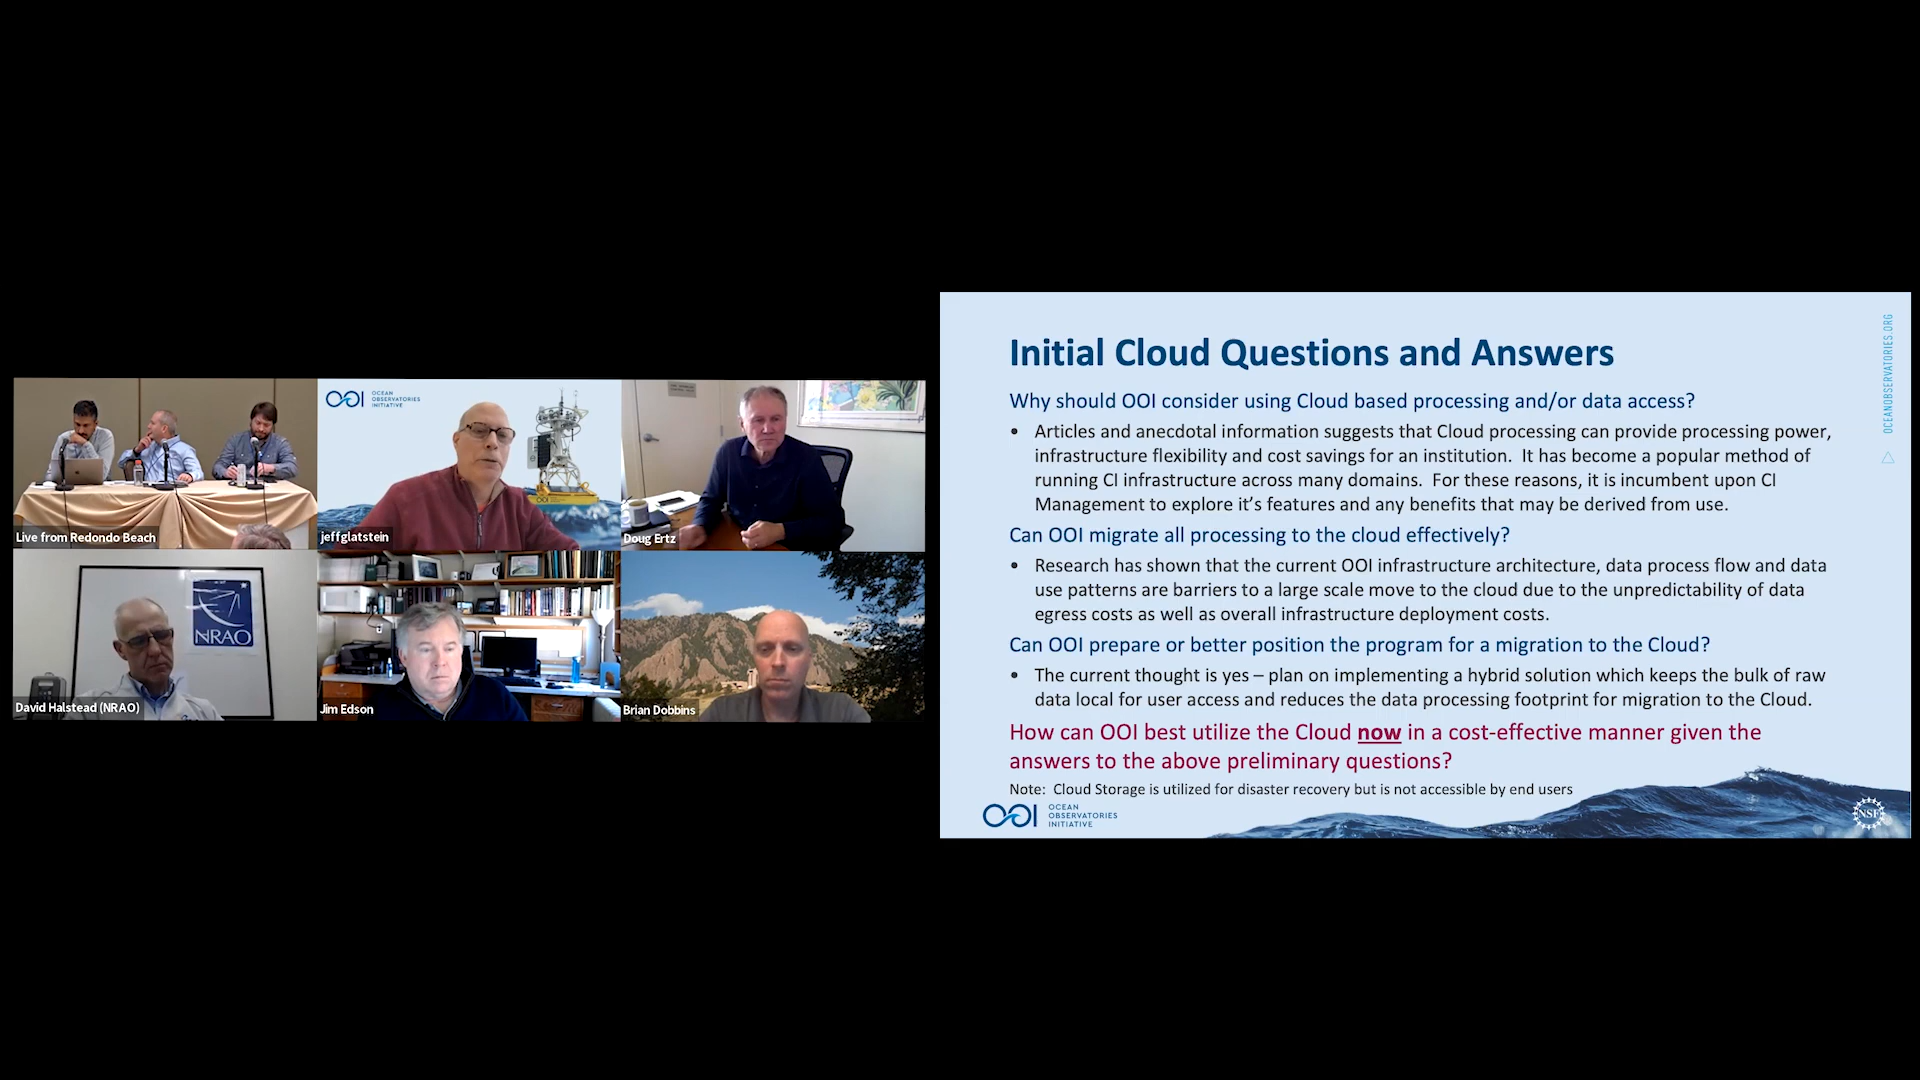 OOI
OCEAN
OBSERVATORIES
INITIATIVE
OOI
Live from Redondo Beach
jeffglatstein
Doug Ertz
NRAO
David Halstead (NRAO)
Jim Edson
Brian Dobbins
Initial Cloud Questions and Answers
Why should OOI consider using Cloud based processing and/or data access?
• Articles and anecdotal information suggests that Cloud processing can provide processing power,
infrastructure flexibility and cost savings for an institution. It has become a popular method of
running CI infrastructure across many domains. For these reasons, it is incumbent upon CI
Management to explore it's features and any benefits that may be derived from use.
Can OOI migrate all processing to the cloud effectively?
• Research has shown that the current OOI infrastructure architecture, data process flow and data
use patterns are barriers to a large scale move to the cloud due to the unpredictability of data
egress costs as well as overall infrastructure deployment costs.
Can OOI prepare or better position the program for a migration to the Cloud?
• The current thought is yes – plan on implementing a hybrid solution which keeps the bulk of raw
data local for user access and reduces the data processing footprint for migration to the Cloud.
How can OOI best utilize the Cloud now in a cost-effective manner given the
answers to the above preliminary questions?
Note: Cloud Storage is utilized for disaster recovery but is not accessible by end users
OOI
OCEAN
OBSERVATORIES
INITIATIVE
NSF
OCEANOBSERVATORIES.ORG